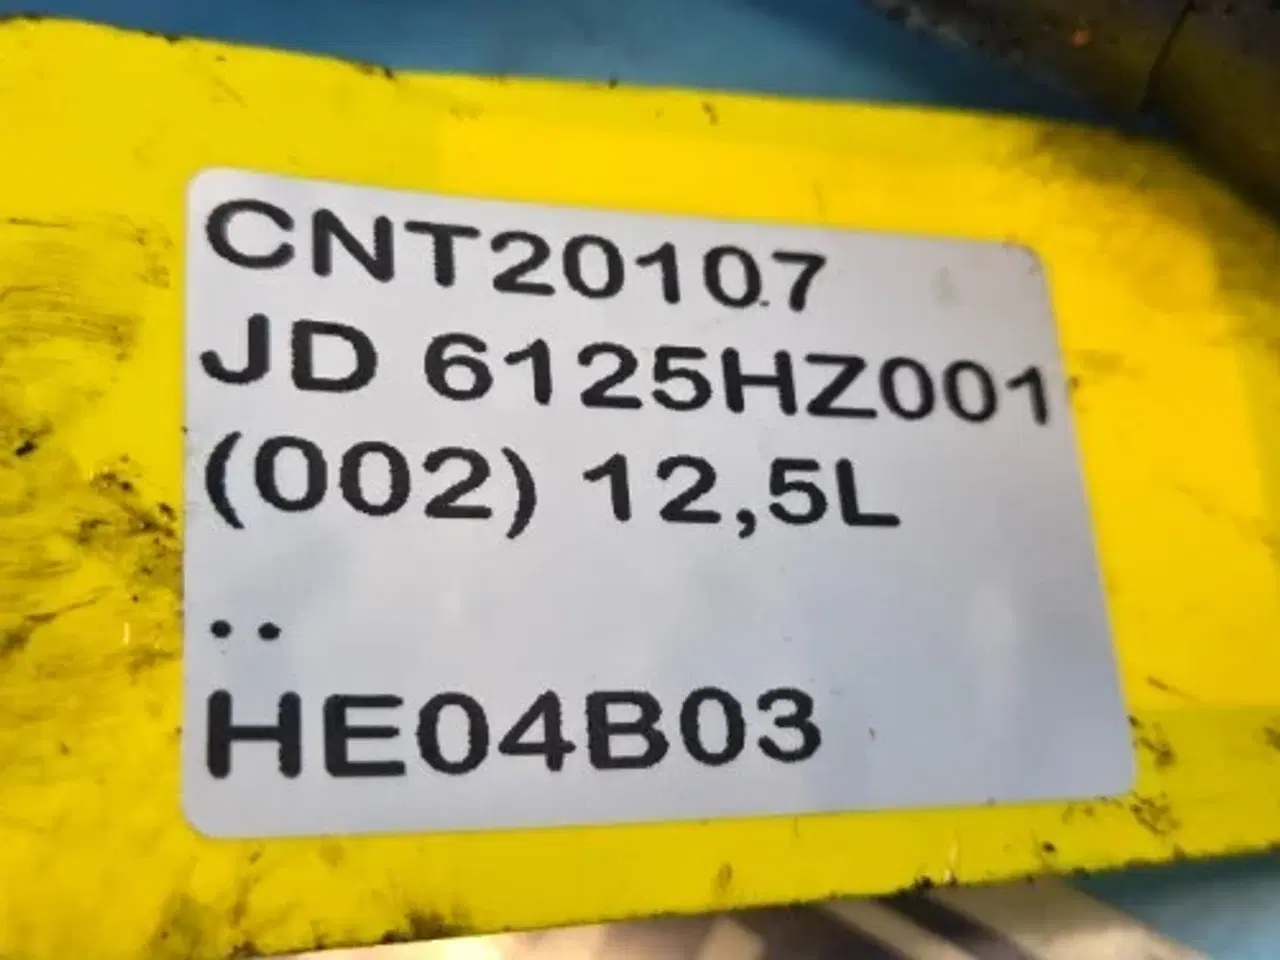 CNT20107
JD 6125HZ001
(002) 12,5L
..
HE04B03